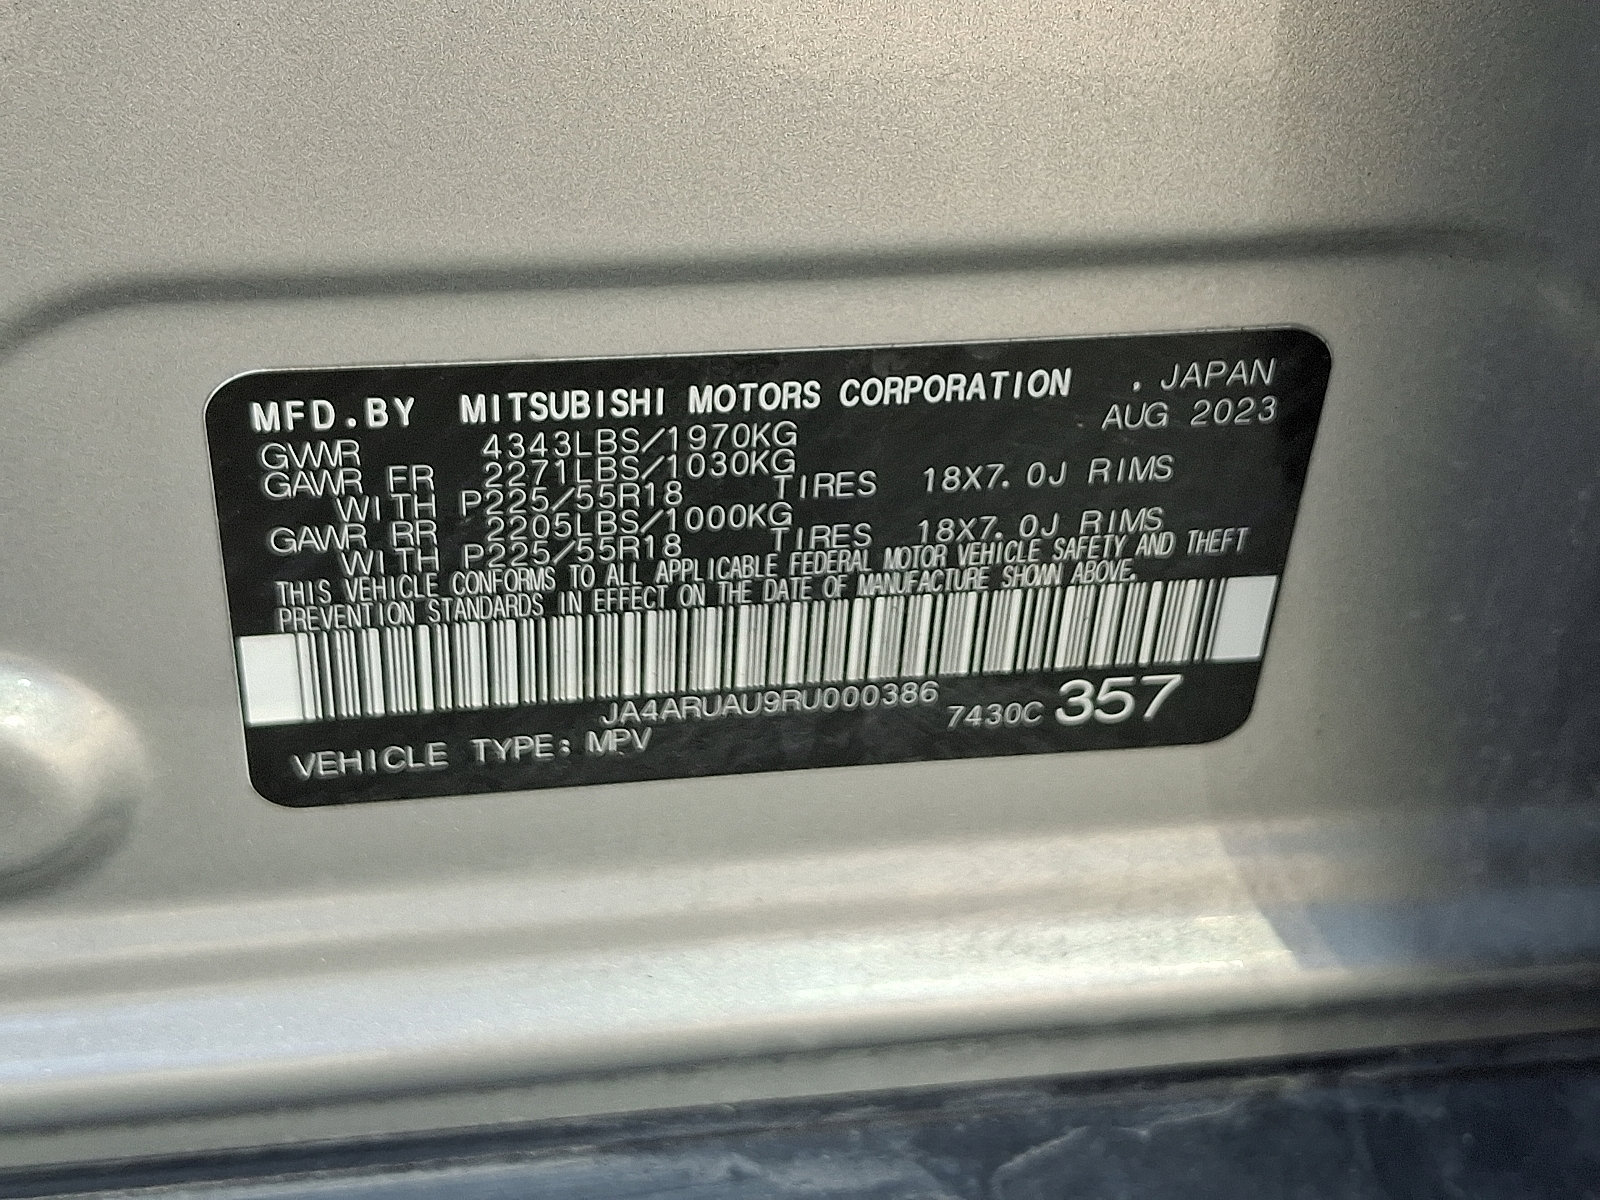 MFD.BY MITSUBISHI MOTORS CORPORATION . JAPAN
AUG 2023
GVWR 4343LBS/1970KG
GAWR FR 2271LBS/1030KG
WITH P225/55R18 TIRES 18X7.0J RIMS
GAWR RR 2205LBS/1000KG
WITH P225/55R18 TIRES 18X7.0J RIMS
THIS VEHICLE CONFORMS TO ALL APPLICABLE FEDERAL MOTOR VEHICLE SAFETY AND THEFT
PREVENTION STANDARDS IN EFFECT ON THE DATE OF MANUFACTURE SHOWN ABOVE.
JA4ARUAU9RU000386 7430C 357
VEHICLE TYPE: MPV